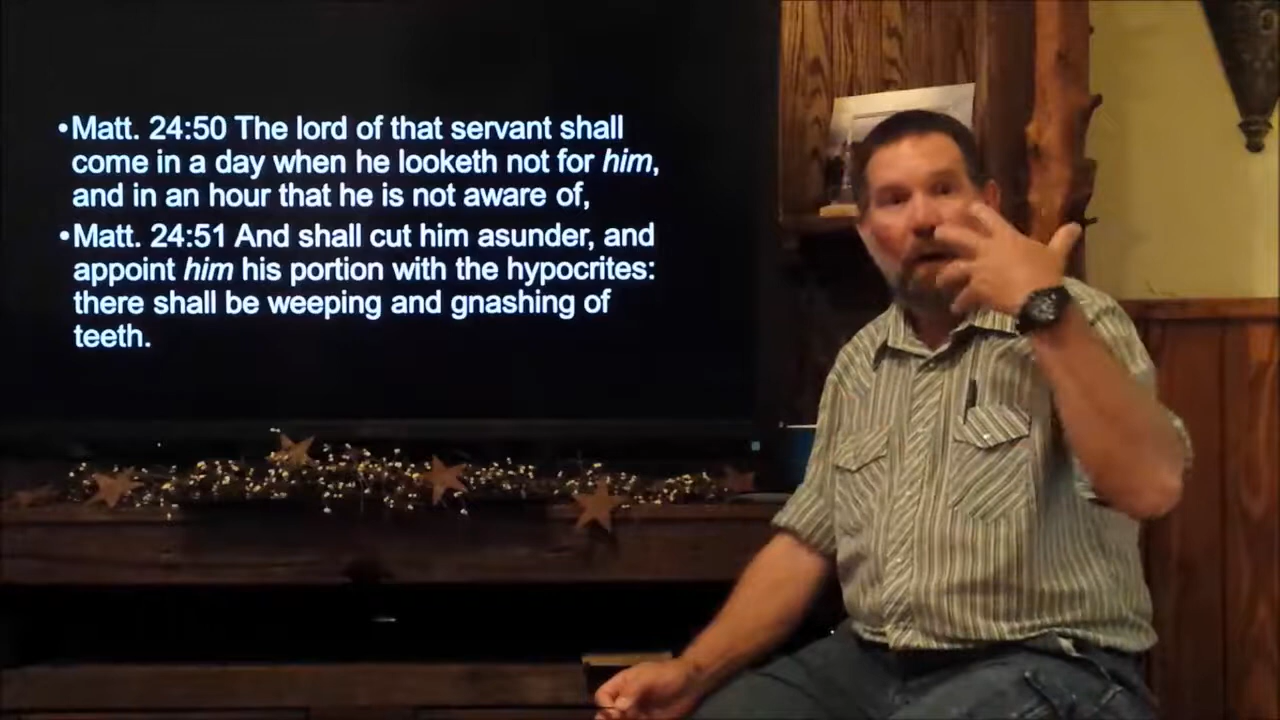 •Matt. 24:50 The lord of that servant shall
come in a day when he looketh not for him,
and in an hour that he is not aware of,
•Matt. 24:51 And shall cut him asunder, and
appoint him his portion with the hypocrites:
there shall be weeping and gnashing of
teeth.